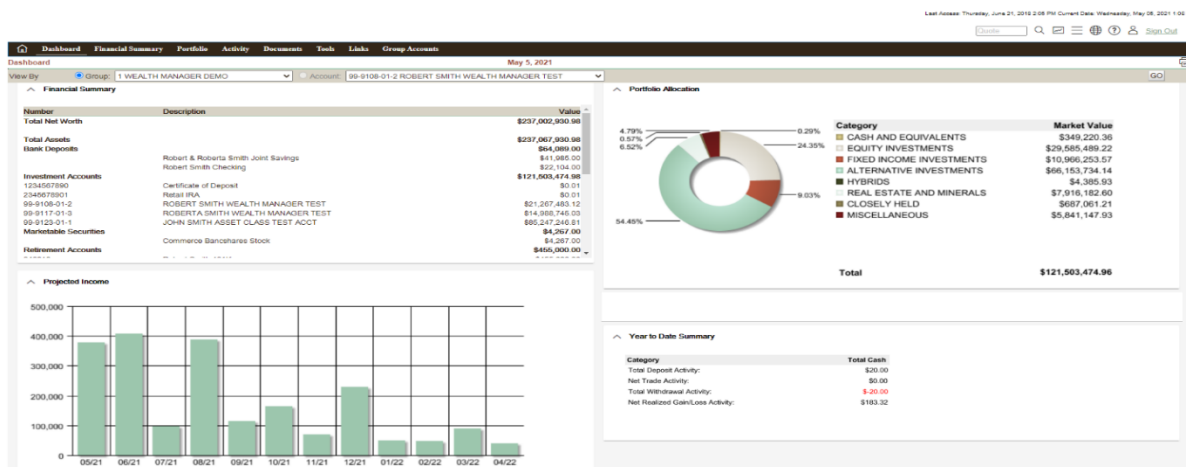 Last Access: Thursday, June 21, 2018 2:08 PM Current Date: Wednesday, May 05, 2021 1:00
Quote
Sign Out
Dashboard Financial Summary Portfolio Activity Documents Tools Links Group Accounts
Dashboard May 5, 2021
View By Group: 1 WEALTH MANAGER DEMO Account: 99-9108-01-2 ROBERT SMITH WEALTH MANAGER TEST GO
Financial Summary
Number Description Value
Total Net Worth $237,002,930.98
Total Assets $237,067,930.98
Bank Deposits $64,089.00
Robert & Roberta Smith Joint Savings $41,985.00
Robert Smith Checking $22,104.00
Investment Accounts $121,503,474.98
1234567890 Certificate of Deposit $0.01
2345678901 Retail IRA $0.01
99-9108-01-2 ROBERT SMITH WEALTH MANAGER TEST $21,267,483.12
99-9117-01-3 ROBERTA SMITH WEALTH MANAGER TEST $14,988,745.03
99-9123-01-1 JOHN SMITH ASSET CLASS TEST ACCT $85,247,246.81
Marketable Securities $4,267.00
Commerce Bancshares Stock $4,267.00
Retirement Accounts $455,000.00
Portfolio Allocation
4.79%
0.57%
6.52%
54.45%
0.29%
24.35%
9.03%
Category Market Value
CASH AND EQUIVALENTS $349,220.36
EQUITY INVESTMENTS $29,585,489.22
FIXED INCOME INVESTMENTS $10,966,253.57
ALTERNATIVE INVESTMENTS $66,153,734.14
HYBRIDS $4,385.93
REAL ESTATE AND MINERALS $7,916,182.60
CLOSELY HELD $687,061.21
MISCELLANEOUS $5,841,147.93
Total $121,503,474.96
Projected Income
500,000
400,000
300,000
200,000
100,000
0
05/21 06/21 07/21 08/21 09/21 10/21 11/21 12/21 01/22 02/22 03/22 04/22
Year to Date Summary
Category Total Cash
Total Deposit Activity: $20.00
Net Trade Activity: $0.00
Total Withdrawal Activity: $-20.00
Net Realized Gain/Loss Activity: $183.32